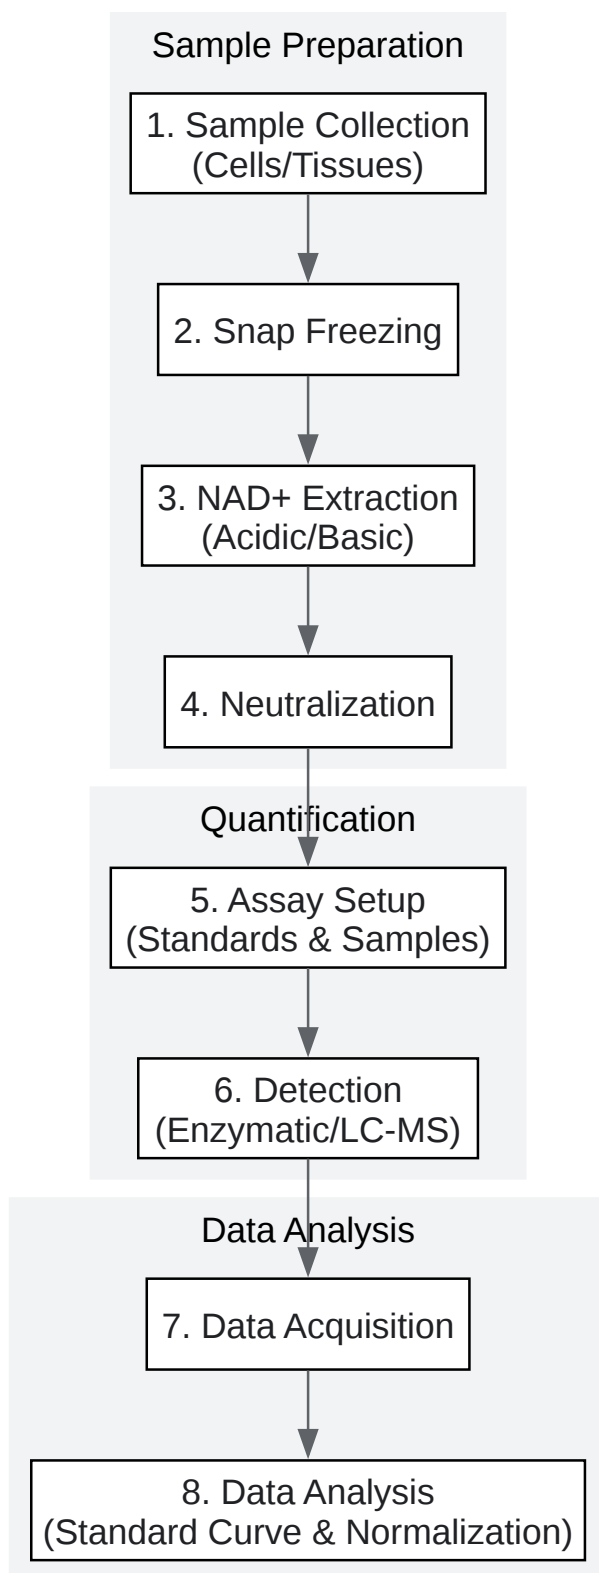 Sample Preparation
1. Sample Collection
(Cells/Tissues)
2. Snap Freezing
3. NAD+ Extraction
(Acidic/Basic)
4. Neutralization
Quantification
5. Assay Setup
(Standards & Samples)
6. Detection
(Enzymatic/LC-MS)
Data Analysis
7. Data Acquisition
8. Data Analysis
(Standard Curve & Normalization)